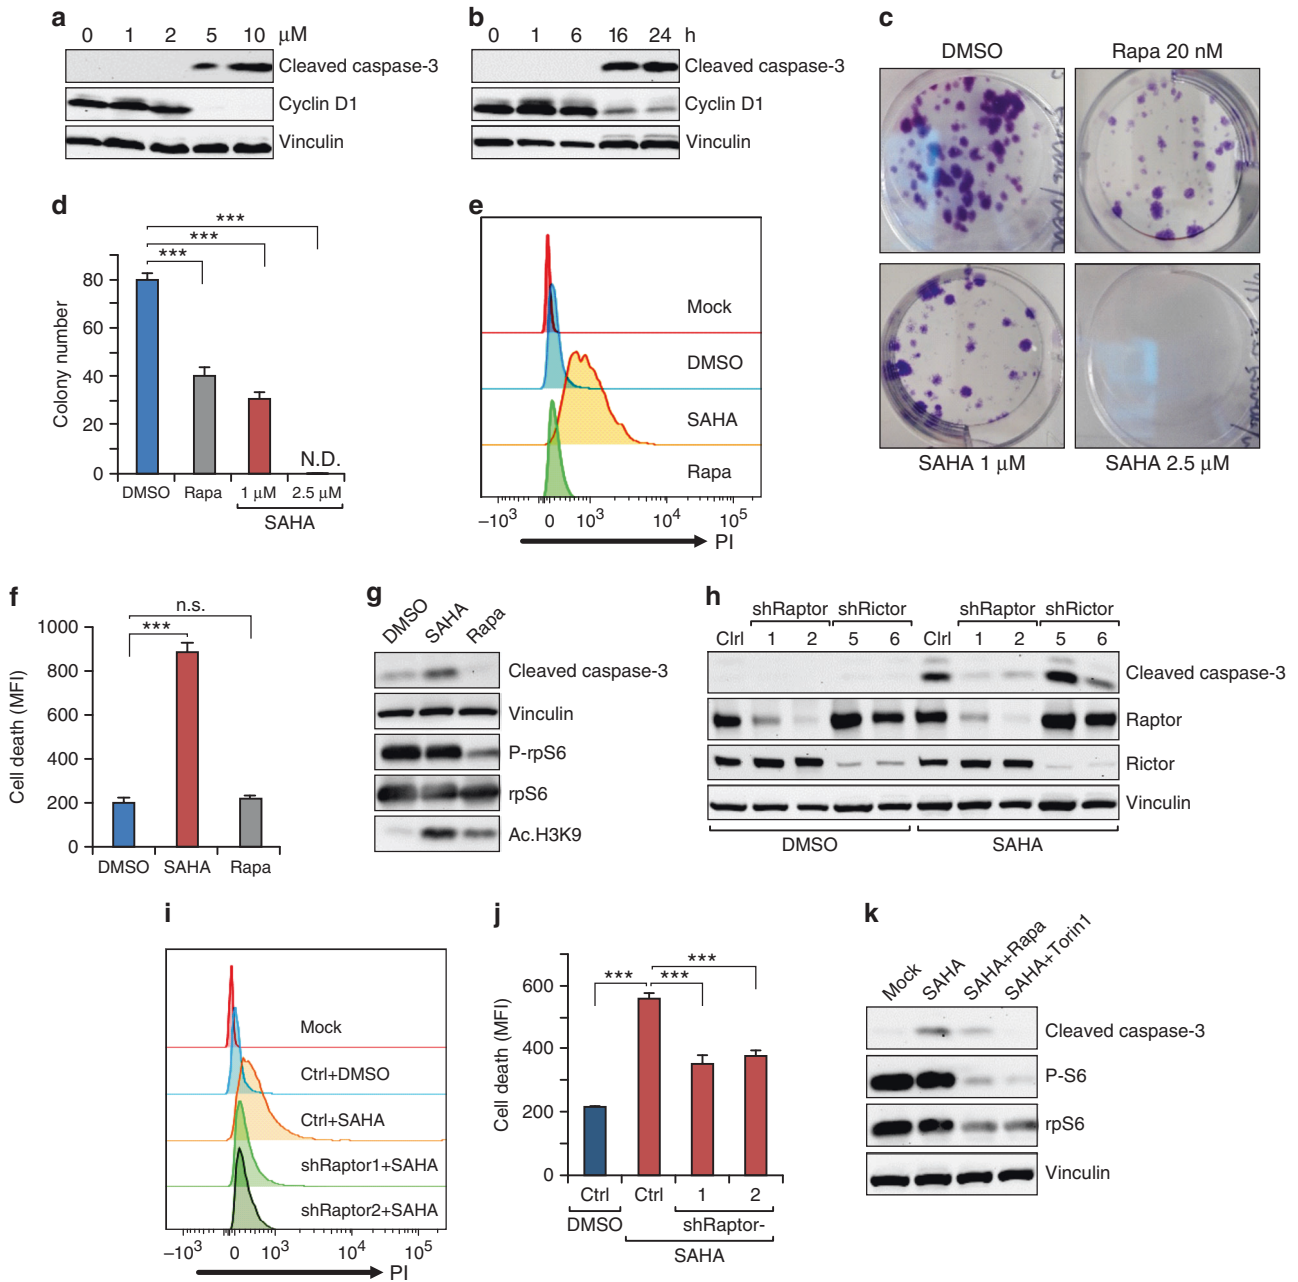 a
0 1 2 5 10 μM
Cleaved caspase-3
Cyclin D1
Vinculin
b
0 1 6 16 24 h
Cleaved caspase-3
Cyclin D1
Vinculin
c
DMSO Rapa 20 nM
SAHA 1 μM SAHA 2.5 μM
d
Colony number
80
60
40
20
0
***
***
***
N.D.
DMSO Rapa 1 μM 2.5 μM
SAHA
e
Mock
DMSO
SAHA
Rapa
−10³ 0 10³ 10⁴ 10⁵
PI
f
Cell death (MFI)
1000
800
600
400
200
0
n.s.
***
DMSO SAHA Rapa
g
DMSO SAHA Rapa
Cleaved caspase-3
Vinculin
P-rpS6
rpS6
Ac.H3K9
h
shRaptor shRictor shRaptor shRictor
Clrl 1 2 5 6 Clrl 1 2 5 6
Cleaved caspase-3
Raptor
Rictor
Vinculin
DMSO SAHA
i
Mock
Ctrl+DMSO
Ctrl+SAHA
shRaptor1+SAHA
shRaptor2+SAHA
−10³ 0 10³ 10⁴ 10⁵
PI
j
Cell death (MFI)
600
400
200
0
***
*** ***
Ctrl Ctrl 1 2
DMSO shRaptor-
SAHA
k
Mock SAHA SAHA+Rapa SAHA+Torin1
Cleaved caspase-3
P-S6
rpS6
Vinculin